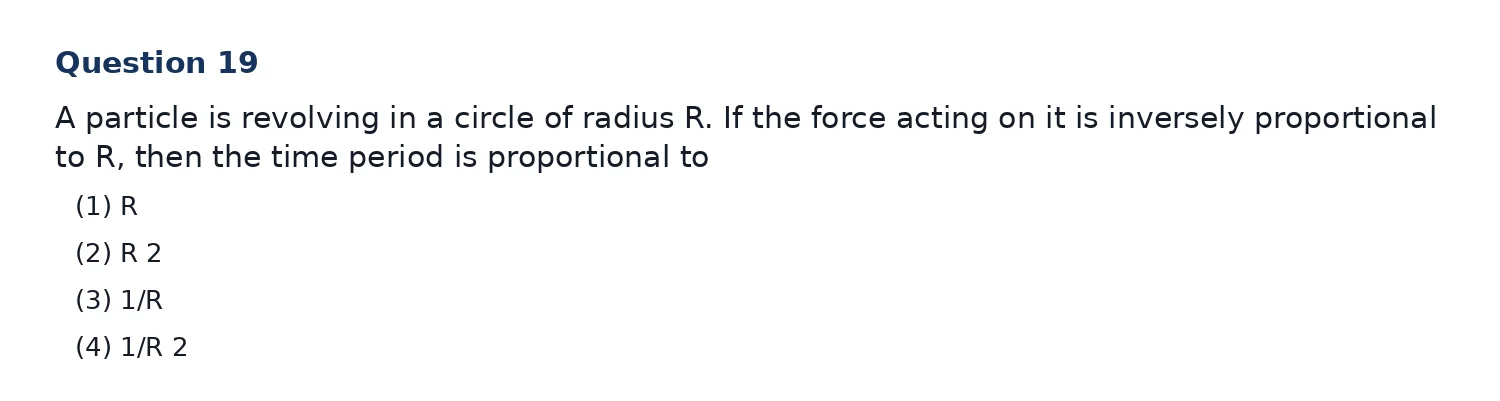 Question 19
A particle is revolving in a circle of radius R. If the force acting on it is inversely proportional
to R, then the time period is proportional to
(1) R
(2) R 2
(3) 1/R
(4) 1/R 2